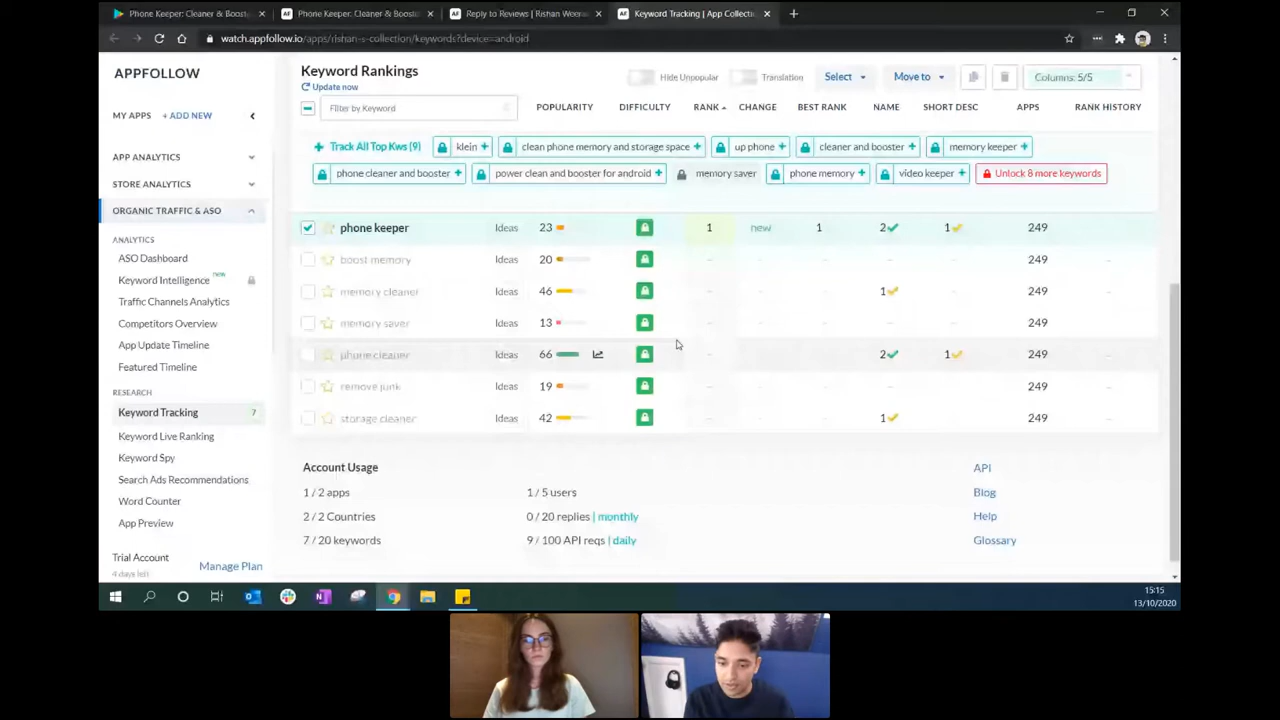 Phone Keeper: Cleaner & Booste
Phone Keeper: Cleaner & Boosti
Reply to Reviews | Rishan Weera
Keyword Tracking | App Collecti
watch.appfollow.io/apps/rishan-s-collection/keywords?device=android
APPFOLLOW
MY APPS + ADD NEW
APP ANALYTICS
STORE ANALYTICS
ORGANIC TRAFFIC & ASO
ANALYTICS
ASO Dashboard
Keyword Intelligence new
Traffic Channels Analytics
Competitors Overview
App Update Timeline
Featured Timeline
RESEARCH
Keyword Tracking 7
Keyword Live Ranking
Keyword Spy
Search Ads Recommendations
Word Counter
App Preview
Trial Account
4 days left
Manage Plan
Keyword Rankings
Update now
Hide Unpopular Translation Select Move to Columns: 5/5
Filter by Keyword POPULARITY DIFFICULTY RANK CHANGE BEST RANK NAME SHORT DESC APPS RANK HISTORY
+ Track All Top Kws (9) klein + clean phone memory and storage space + up phone + cleaner and booster + memory keeper +
phone cleaner and booster + power clean and booster for android + memory saver phone memory + video keeper + Unlock 8 more keywords
phone keeper Ideas 23 1 new 1 2 1 249
boost memory Ideas 20 – – – 249 –
memory cleaner Ideas 46 – – 1 249 –
memory saver Ideas 13 – – – 249 –
phone cleaner Ideas 66 – – 2 1 249 –
remove junk Ideas 19 – – – 249 –
storage cleaner Ideas 42 – – 1 249 –
Account Usage
1 / 2 apps 1 / 5 users
2 / 2 Countries 0 / 20 replies | monthly
7 / 20 keywords 9 / 100 API reqs | daily
API
Blog
Help
Glossary
15:15
13/10/2020